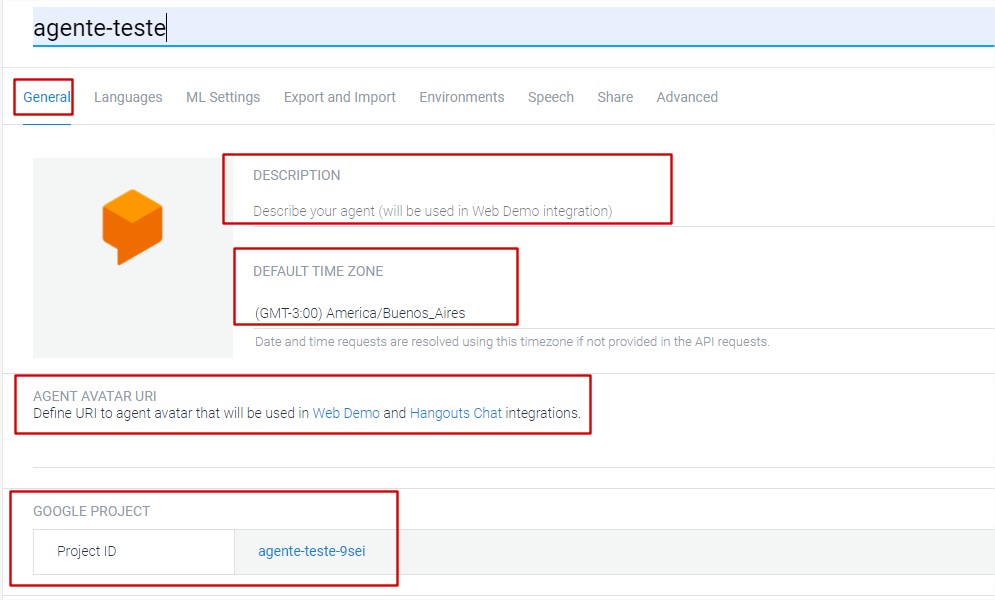 agente-teste
General Languages ML Settings Export and Import Environments Speech Share Advanced
DESCRIPTION
Describe your agent (will be used in Web Demo integration)
DEFAULT TIME ZONE
(GMT-3:00) America/Buenos_Aires
Date and time requests are resolved using this timezone if not provided in the API requests.
AGENT AVATAR URI
Define URI to agent avatar that will be used in Web Demo and Hangouts Chat integrations.
GOOGLE PROJECT
Project ID agente-teste-9sei